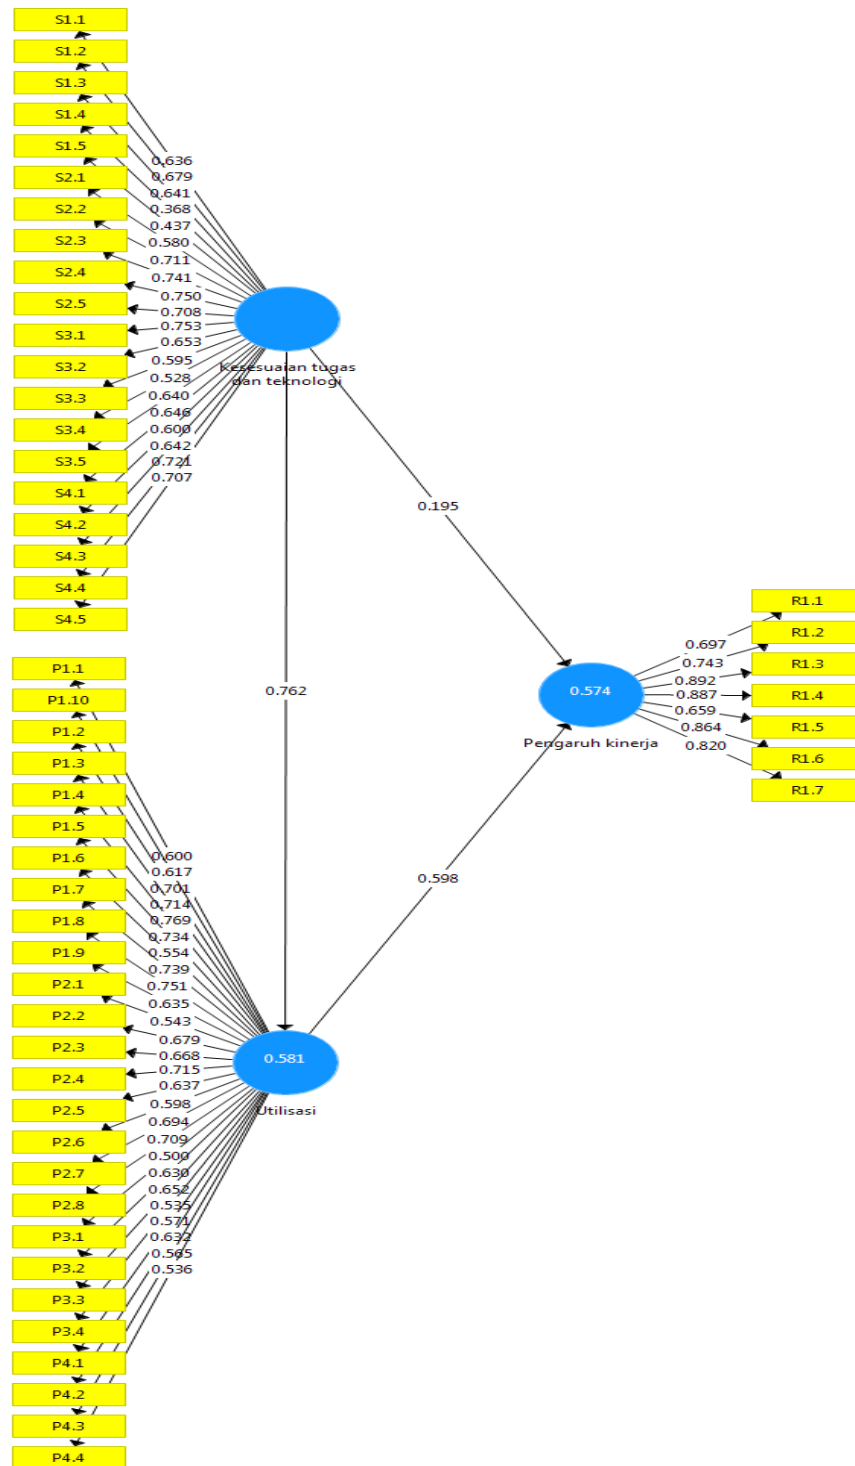 S1.1
S1.2
S1.3
S1.4
S1.5
S2.1
S2.2
S2.3
S2.4
S2.5
S3.1
S3.2
S3.3
S3.4
S3.5
S4.1
S4.2
S4.3
S4.4
S4.5
0.636
0.679
0.641
0.368
0.437
0.580
0.711
0.741
0.750
0.708
0.753
0.653
0.595
0.528
0.640
0.646
0.600
0.642
0.721
0.707
Kesesuaian tugas
dan teknologi
0.195
0.762
0.598
0.574
Pengaruh kinerja
0.697
0.743
0.892
0.887
0.659
0.864
0.820
R1.1
R1.2
R1.3
R1.4
R1.5
R1.6
R1.7
P1.1
P1.10
P1.2
P1.3
P1.4
P1.5
P1.6
P1.7
P1.8
P1.9
P2.1
P2.2
P2.3
P2.4
P2.5
P2.6
P2.7
P2.8
P3.1
P3.2
P3.3
P3.4
P4.1
P4.2
P4.3
P4.4
0.600
0.617
0.701
0.714
0.769
0.734
0.554
0.739
0.751
0.635
0.543
0.679
0.668
0.715
0.637
0.598
0.694
0.709
0.500
0.630
0.652
0.535
0.571
0.632
0.565
0.536
0.581
Utilisasi